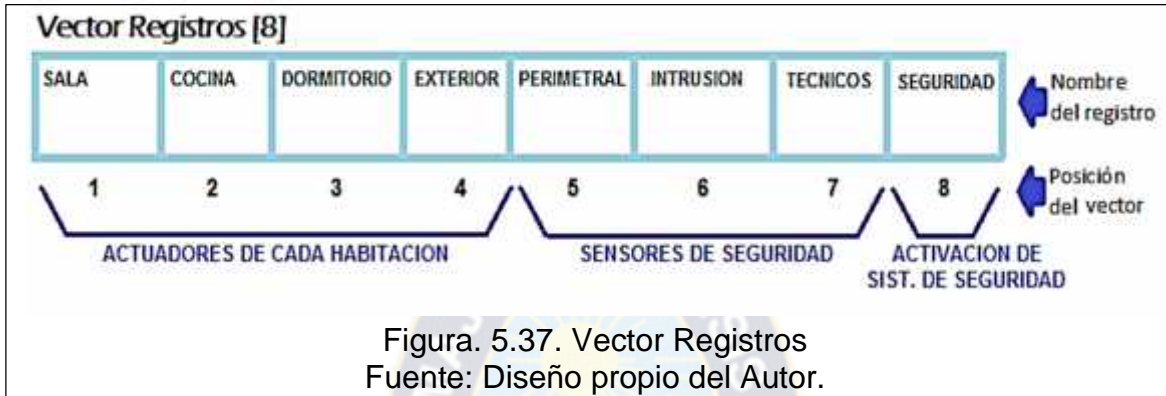 Vector Registros [8]
SALA COCINA DORMITORIO EXTERIOR PERIMETRAL INTRUSION TECNICOS SEGURIDAD
Nombre
del registro
1 2 3 4 5 6 7 8
Posición
del vector
ACTUADORES DE CADA HABITACION SENSORES DE SEGURIDAD ACTIVACION DE
SIST. DE SEGURIDAD
Figura. 5.37. Vector Registros
Fuente: Diseño propio del Autor.